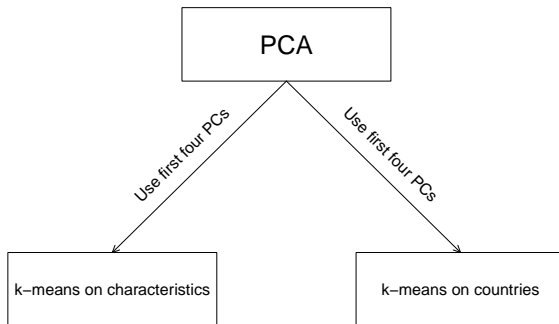 PCA
Use first four PCs
Use first four PCs
k−means on characteristics
k−means on countries